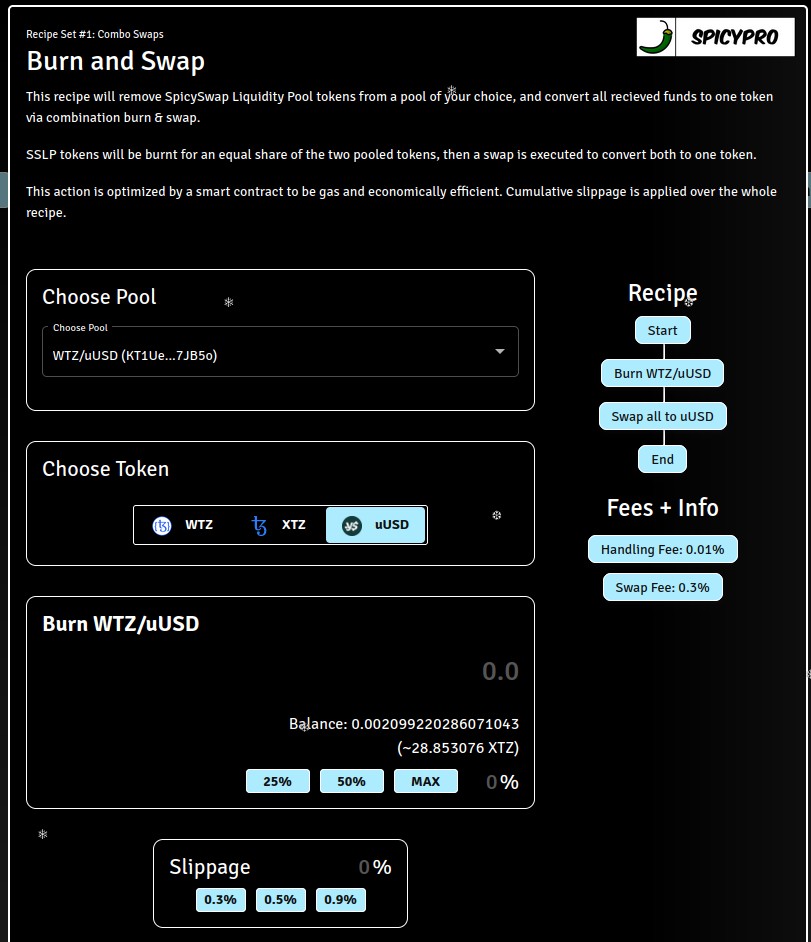 Recipe Set #1: Combo Swaps
SPICYPRO
Burn and Swap
This recipe will remove SpicySwap Liquidity Pool tokens from a pool of your choice, and convert all recieved funds to one token
via combination burn & swap.
SSLP tokens will be burnt for an equal share of the two pooled tokens, then a swap is executed to convert both to one token.
This action is optimized by a smart contract to be gas and economically efficient. Cumulative slippage is applied over the whole
recipe.
Choose Pool
Choose Pool
WTZ/uUSD (KT1Ue...7JB5o)
Choose Token
WTZ
XTZ
uUSD
Burn WTZ/uUSD
0.0
Balance: 0.002099220286071043
(~28.853076 XTZ)
25% 50% MAX 0%
Slippage 0%
0.3% 0.5% 0.9%
Recipe
Start
Burn WTZ/uUSD
Swap all to uUSD
End
Fees + Info
Handling Fee: 0.01%
Swap Fee: 0.3%